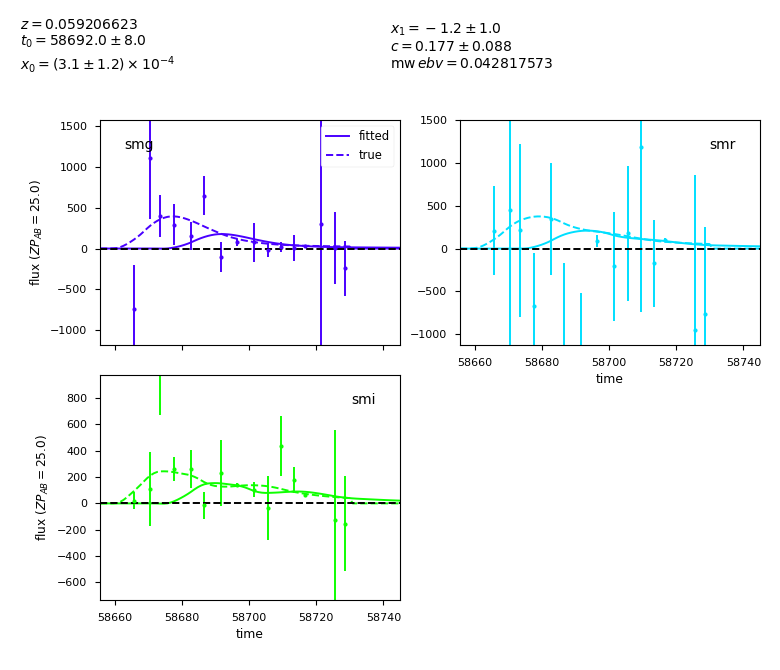 z = 0.059206623
t0 = 58692.0 ± 8.0
x0 = (3.1 ± 1.2) × 10^−4
x1 = −1.2 ± 1.0
c = 0.177 ± 0.088
mw ebv = 0.042817573
smg
fitted
true
flux (ZP_AB = 25.0)
1500
1000
500
0
−500
−1000
smr
1500
1000
500
0
−500
−1000
58660 58680 58700 58720 58740
time
smi
flux (ZP_AB = 25.0)
800
600
400
200
0
−200
−400
−600
58660 58680 58700 58720 58740
time